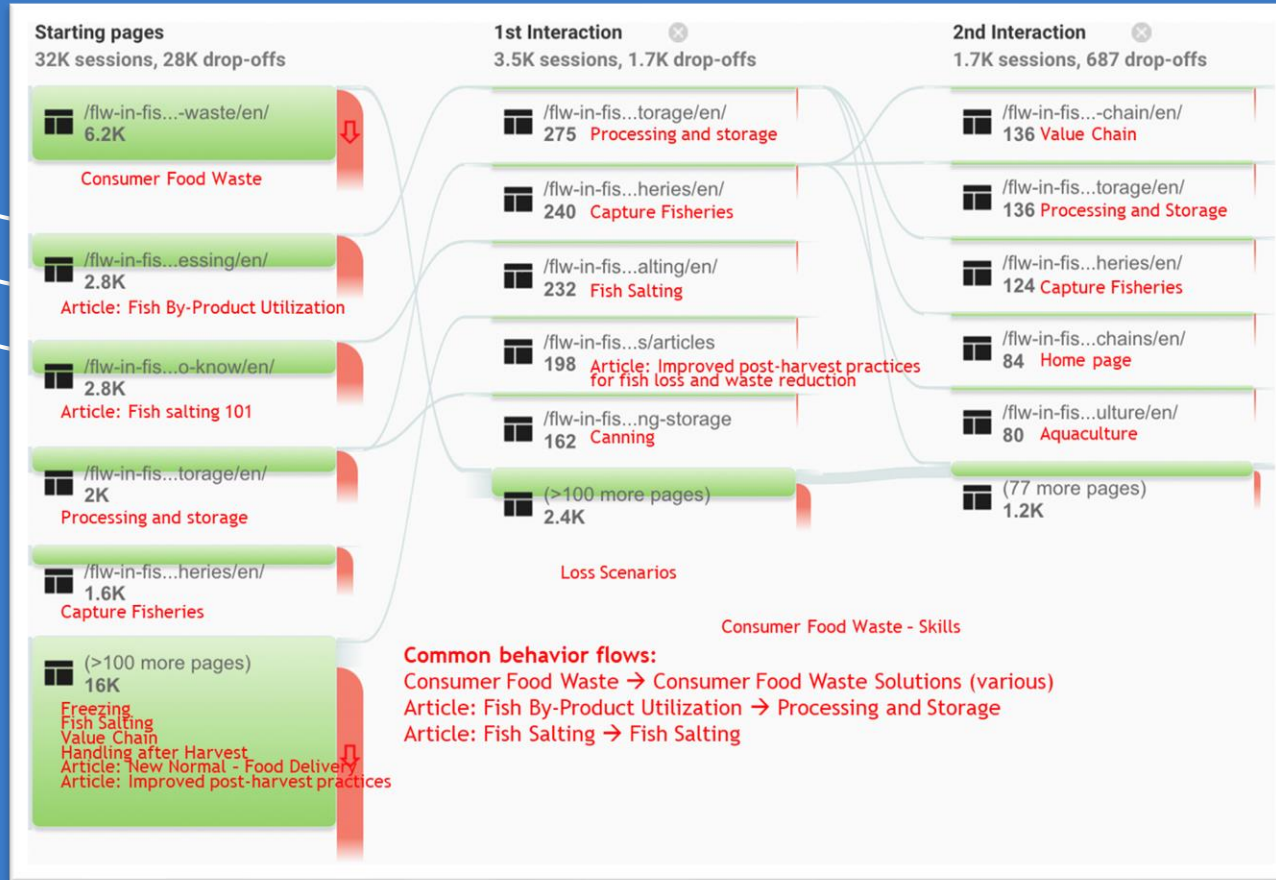 Starting pages
32K sessions, 28K drop-offs
/flw-in-fis...-waste/en/
6.2K
Consumer Food Waste
/flw-in-fis...essing/en/
2.8K
Article: Fish By-Product Utilization
/flw-in-fis...o-know/en/
2.8K
Article: Fish salting 101
/flw-in-fis...torage/en/
2K
Processing and storage
/flw-in-fis...heries/en/
1.6K
Capture Fisheries
(>100 more pages)
16K
Freezing
Fish Salting
Value Chain
Handling after Harvest
Article: New Normal - Food Delivery
Article: Improved post-harvest practices
1st Interaction
3.5K sessions, 1.7K drop-offs
/flw-in-fis...torage/en/
275 Processing and storage
/flw-in-fis...heries/en/
240 Capture Fisheries
/flw-in-fis...alting/en/
232 Fish Salting
/flw-in-fis...s/articles
198 Article: Improved post-harvest practices
for fish loss and waste reduction
/flw-in-fis...ng-storage
162 Canning
(>100 more pages)
2.4K
Loss Scenarios
2nd Interaction
1.7K sessions, 687 drop-offs
/flw-in-fis...-chain/en/
136 Value Chain
/flw-in-fis...torage/en/
136 Processing and Storage
/flw-in-fis...heries/en/
124 Capture Fisheries
/flw-in-fis...chains/en/
84 Home page
/flw-in-fis...ulture/en/
80 Aquaculture
(77 more pages)
1.2K
Consumer Food Waste - Skills
Common behavior flows:
Consumer Food Waste → Consumer Food Waste Solutions (various)
Article: Fish By-Product Utilization → Processing and Storage
Article: Fish Salting → Fish Salting